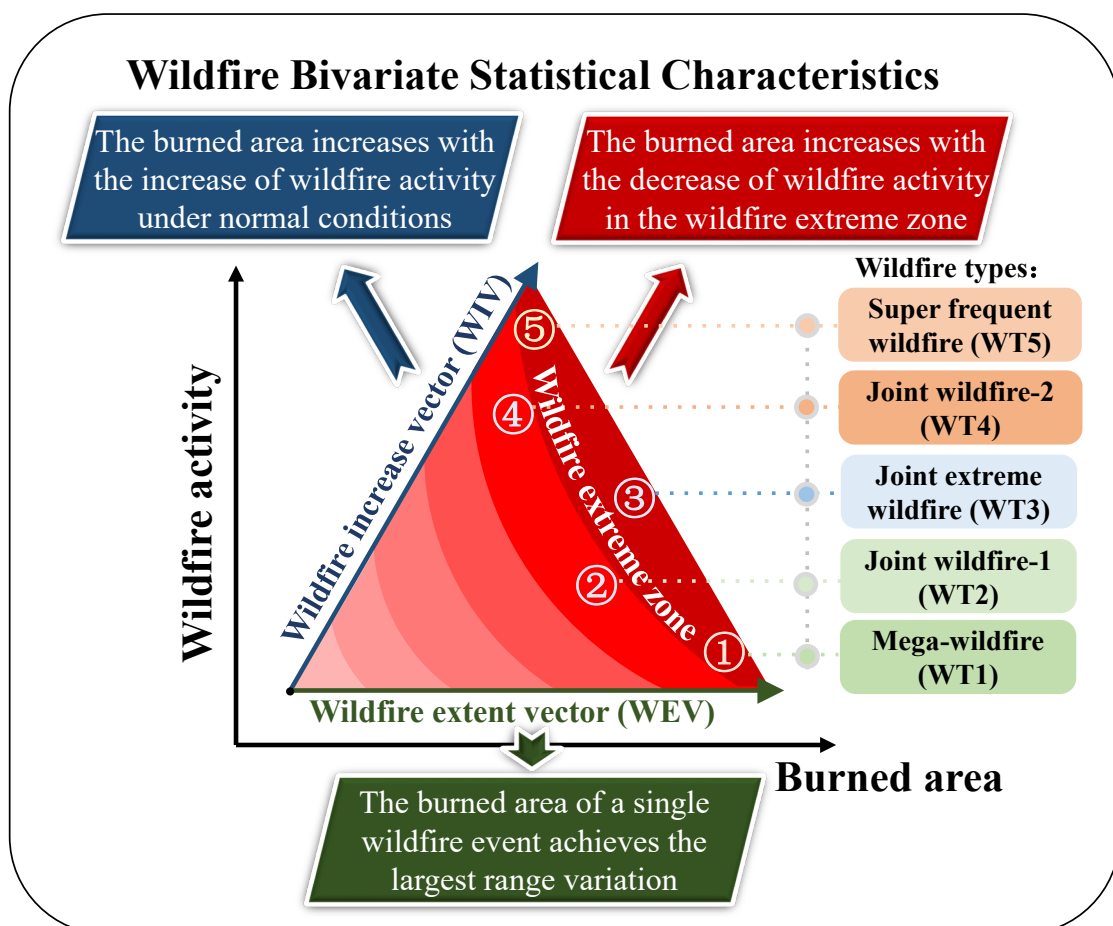 Wildfire Bivariate Statistical Characteristics
The burned area increases with
the increase of wildfire activity
under normal conditions
The burned area increases with
the decrease of wildfire activity
in the wildfire extreme zone
Wildfire types：
Super frequent
wildfire (WT5)
Joint wildfire-2
(WT4)
Joint extreme
wildfire (WT3)
Joint wildfire-1
(WT2)
Mega-wildfire
(WT1)
Wildfire activity
Wildfire increase vector (WIV)
⑤
④
③
②
①
Wildfire extreme zone
Wildfire extent vector (WEV)
Burned area
The burned area of a single
wildfire event achieves the
largest range variation